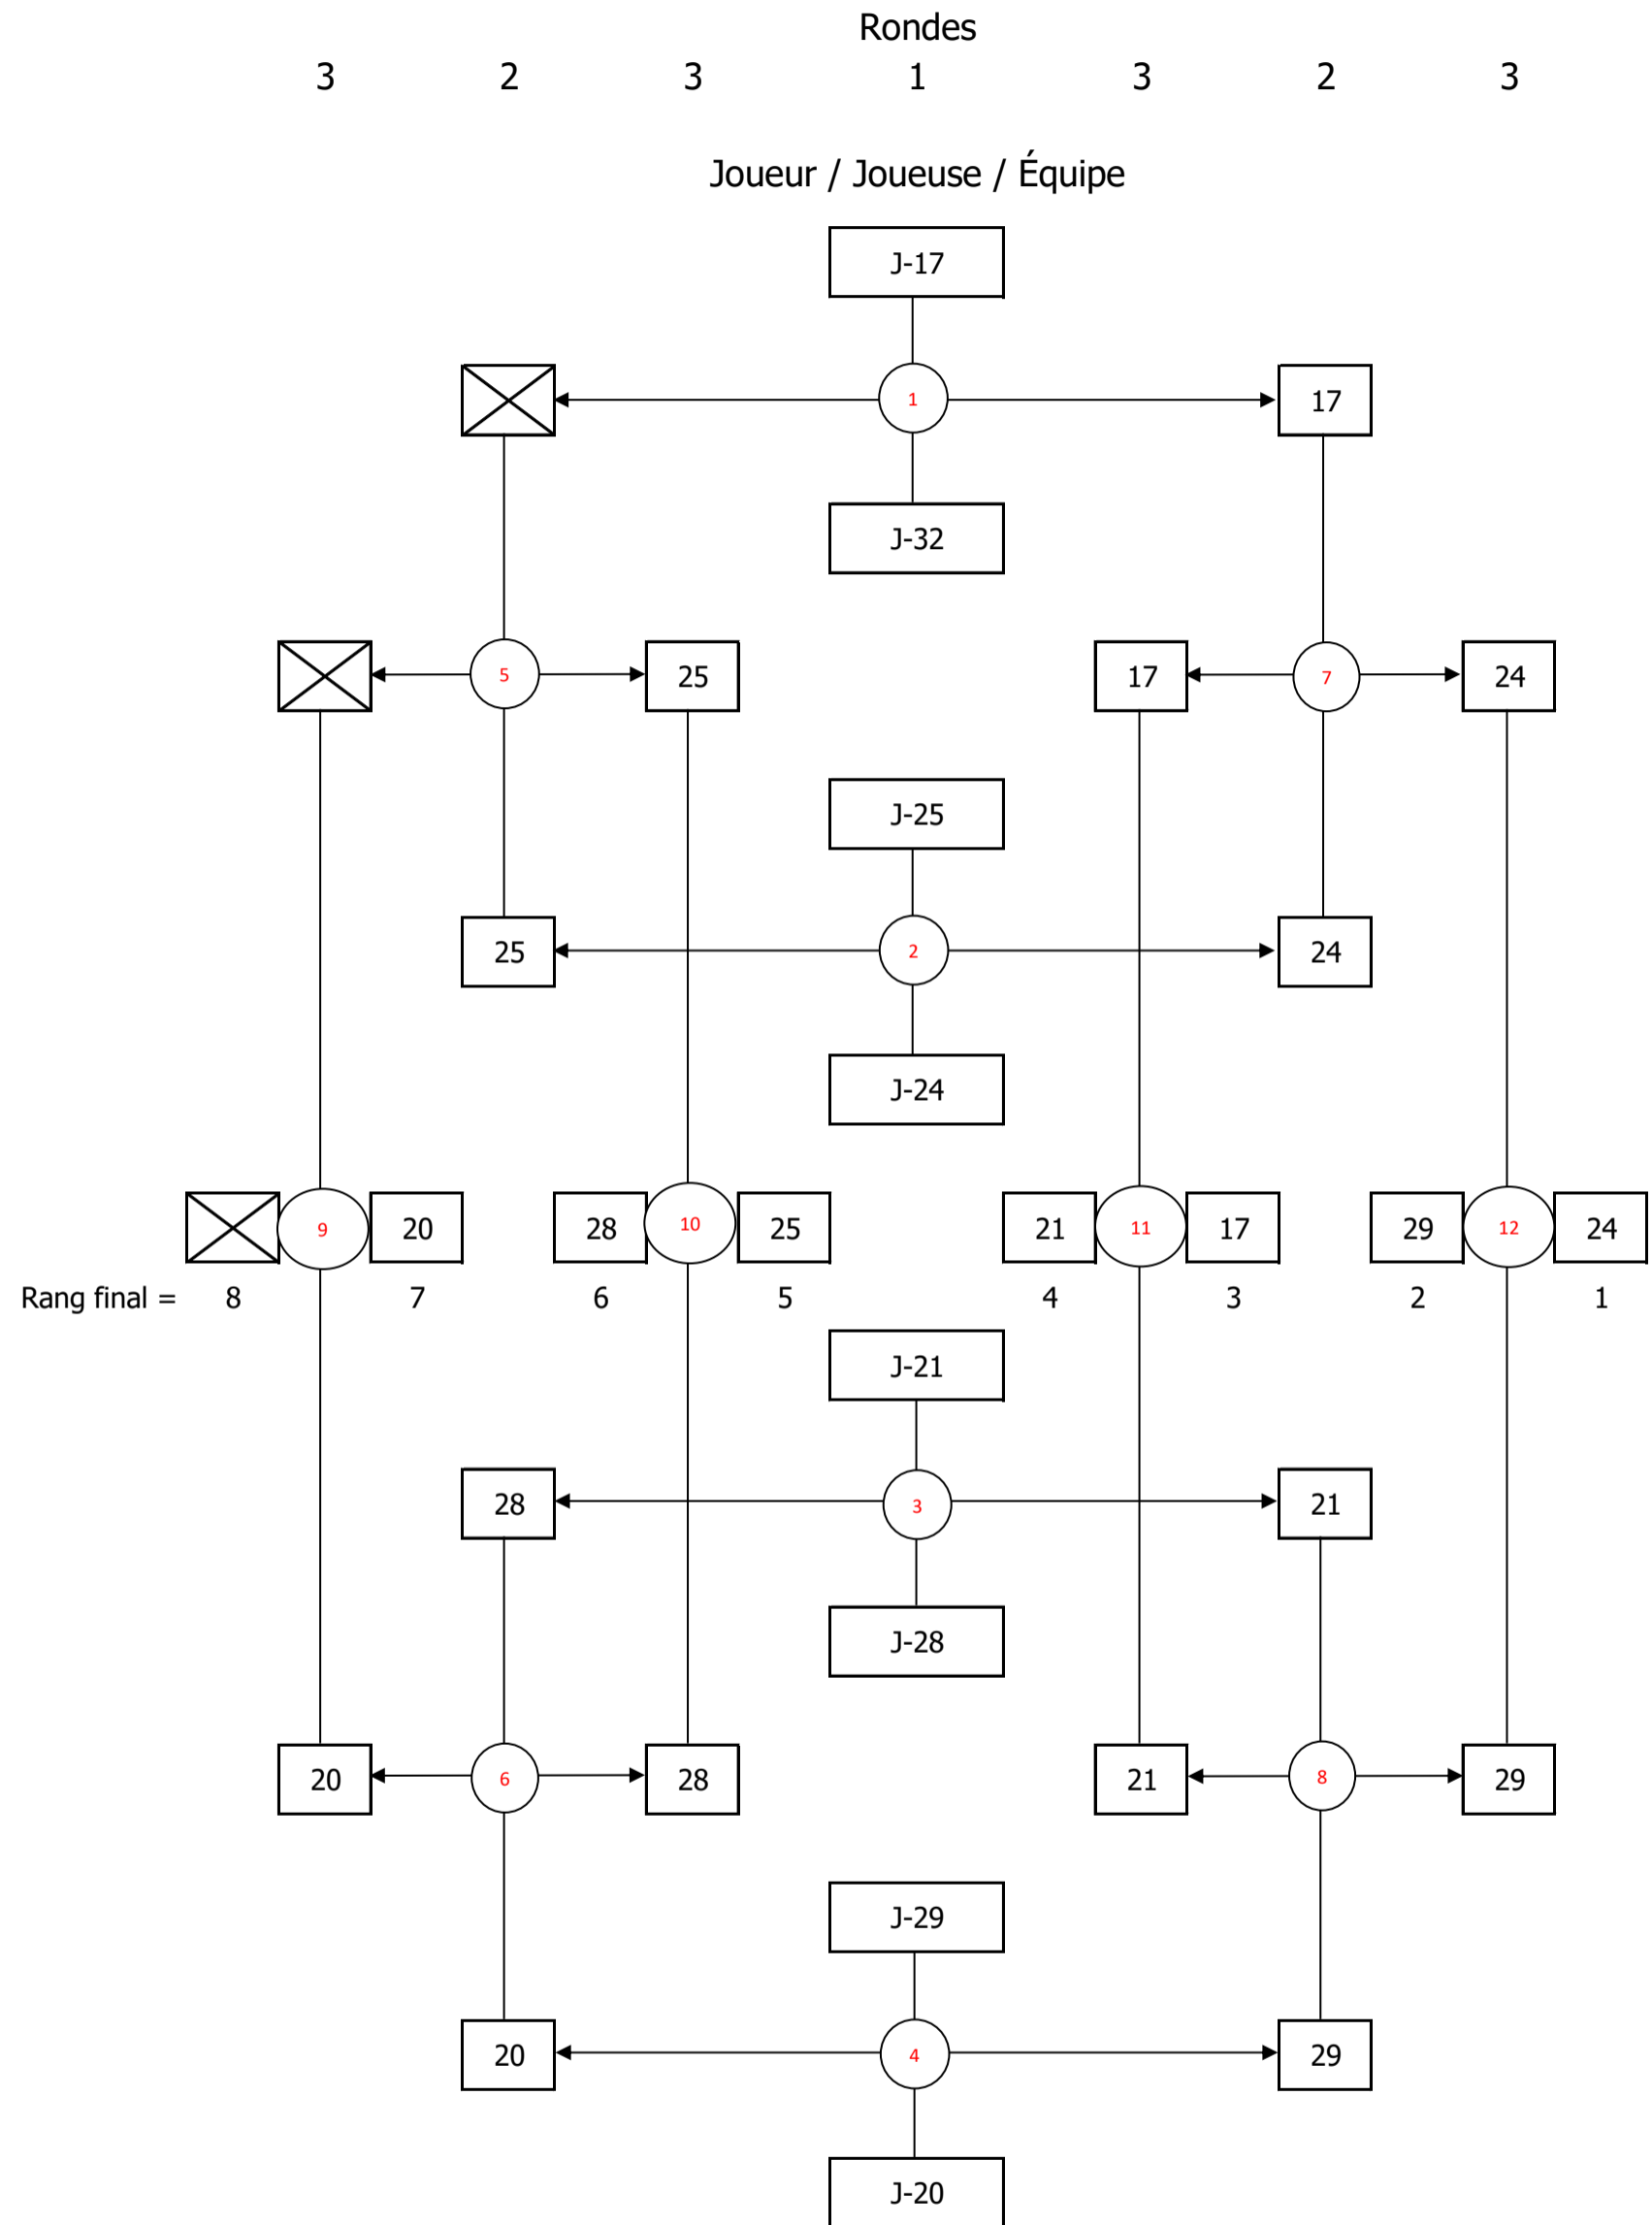 Rondes
3 2 3 1 3 2 3
Joueur / Joueuse / Équipe
J-17
1 17
J-32
5 25 17 7 24
J-25
25 2 24
J-24
9 20 28 10 25 21 11 17 29 12 24
Rang final = 8 7 6 5 4 3 2 1
J-21
28 3 21
J-28
20 6 28 21 8 29
J-29
20 4 29
J-20